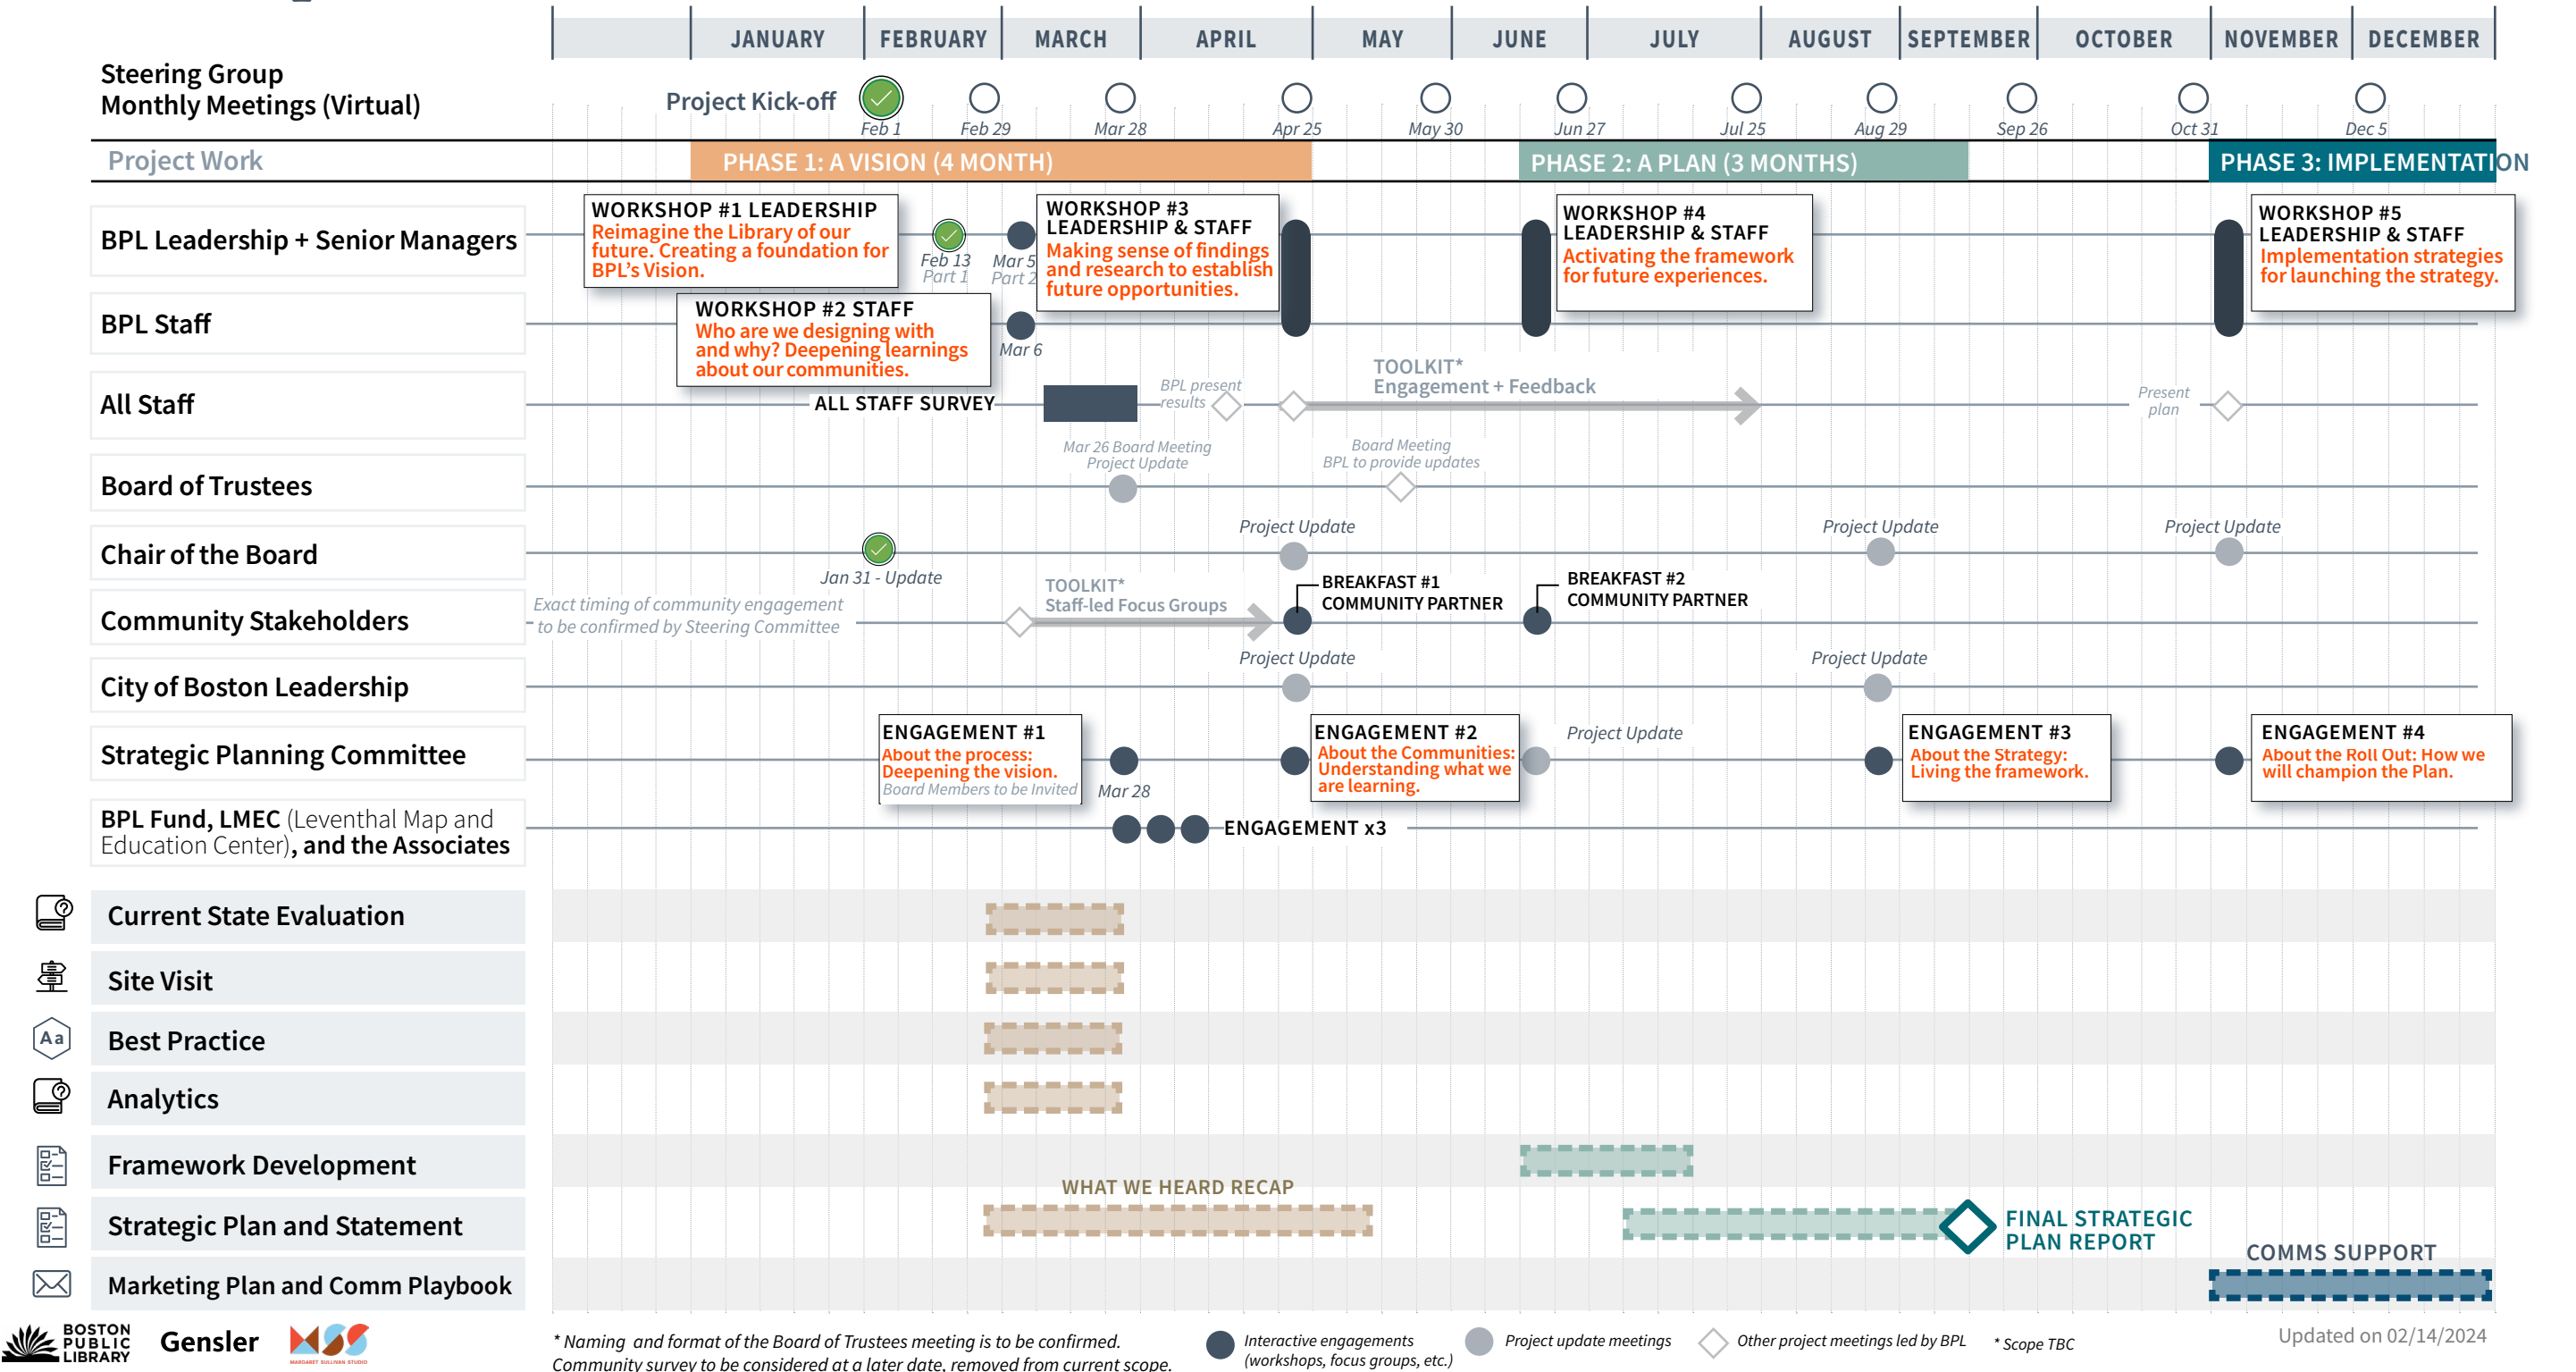 JANUARY FEBRUARY MARCH APRIL MAY JUNE JULY AUGUST SEPTEMBER OCTOBER NOVEMBER DECEMBER
Steering Group
Monthly Meetings (Virtual)
Project Kick-off
Feb 1 Feb 29 Mar 28 Apr 25 May 30 Jun 27 Jul 25 Aug 29 Sep 26 Oct 31 Dec 5
Project Work
PHASE 1: A VISION (4 MONTH)
PHASE 2: A PLAN (3 MONTHS)
PHASE 3: IMPLEMENTATION
BPL Leadership + Senior Managers
WORKSHOP #1 LEADERSHIP
Reimagine the Library of our
future. Creating a foundation for
BPL's Vision.
Feb 13
Part 1
Mar 5
Part 2
WORKSHOP #3
LEADERSHIP & STAFF
Making sense of findings
and research to establish
future opportunities.
WORKSHOP #4
LEADERSHIP & STAFF
Activating the framework
for future experiences.
WORKSHOP #5
LEADERSHIP & STAFF
Implementation strategies
for launching the strategy.
BPL Staff
WORKSHOP #2 STAFF
Who are we designing with
and why? Deepening learnings
about our communities.
Mar 6
All Staff
ALL STAFF SURVEY
BPL present
results
TOOLKIT*
Engagement + Feedback
Present
plan
Board of Trustees
Mar 26 Board Meeting
Project Update
Board Meeting
BPL to provide updates
Chair of the Board
Jan 31 - Update
Project Update
Project Update
Project Update
Community Stakeholders
Exact timing of community engagement
to be confirmed by Steering Committee
TOOLKIT*
Staff-led Focus Groups
BREAKFAST #1
COMMUNITY PARTNER
BREAKFAST #2
COMMUNITY PARTNER
City of Boston Leadership
Project Update
Project Update
Strategic Planning Committee
ENGAGEMENT #1
About the process:
Deepening the vision.
Board Members to be Invited
Mar 28
ENGAGEMENT #2
About the Communities:
Understanding what we
are learning.
Project Update
ENGAGEMENT #3
About the Strategy:
Living the framework.
ENGAGEMENT #4
About the Roll Out: How we
will champion the Plan.
BPL Fund, LMEC (Leventhal Map and
Education Center), and the Associates
ENGAGEMENT x3
Current State Evaluation
Site Visit
Aa
Best Practice
Analytics
Framework Development
WHAT WE HEARD RECAP
Strategic Plan and Statement
FINAL STRATEGIC
PLAN REPORT
COMMS SUPPORT
Marketing Plan and Comm Playbook
BOSTON
PUBLIC
LIBRARY
Gensler
MSS
MARGARET SULLIVAN STUDIO
* Naming and format of the Board of Trustees meeting is to be confirmed.
Community survey to be considered at a later date, removed from current scope.
Interactive engagements
(workshops, focus groups, etc.)
Project update meetings
Other project meetings led by BPL
* Scope TBC
Updated on 02/14/2024